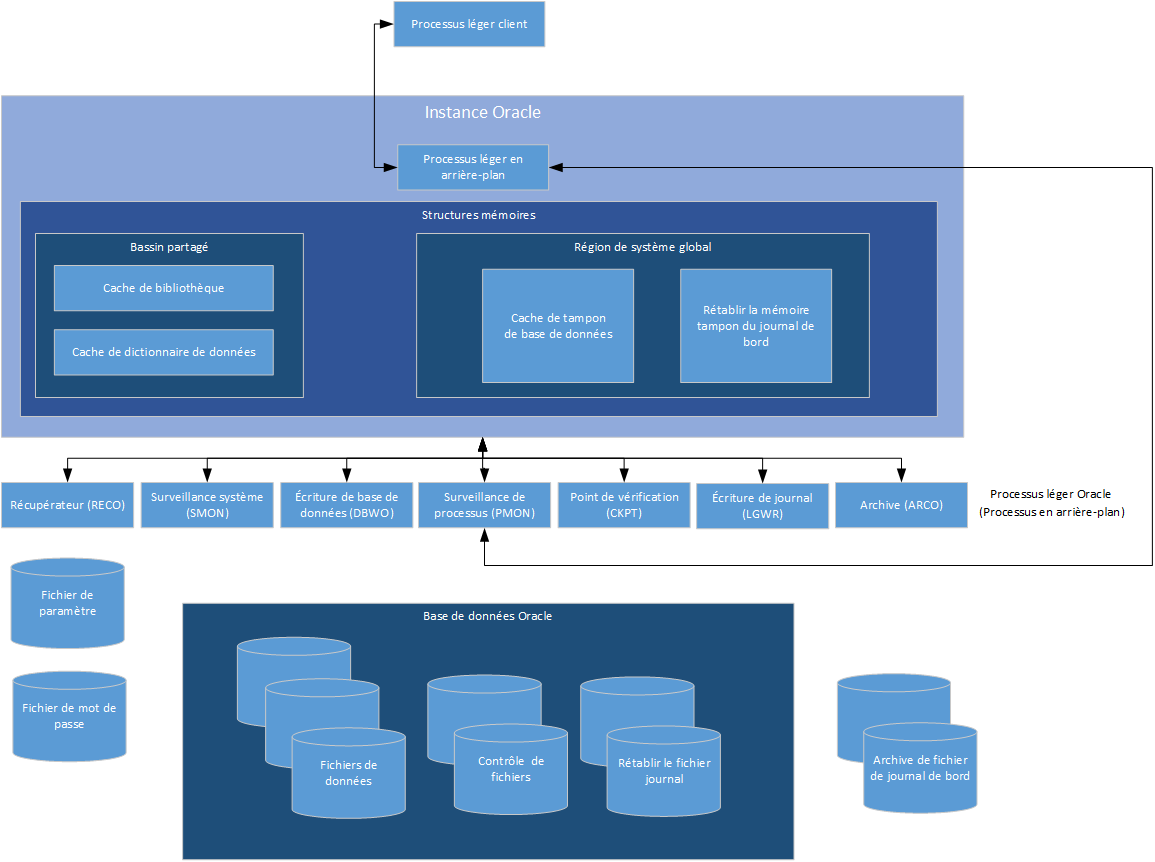 Processus léger client
Instance Oracle
Processus léger en
arrière-plan
Structures mémoires
Bassin partagé
Cache de bibliothèque
Cache de dictionnaire de données
Région de système global
Cache de tampon
de base de données
Rétablir la mémoire
tampon du journal de
bord
Récupérateur (RECO)
Surveillance système
(SMON)
Écriture de base de
données (DBWO)
Surveillance de
processus (PMON)
Point de vérification
(CKPT)
Écriture de journal
(LGWR)
Archive (ARCO)
Processus léger Oracle
(Processus en arrière-plan)
Fichier de
paramètre
Fichier de mot de
passe
Base de données Oracle
Fichiers de
données
Contrôle de
fichiers
Rétablir le fichier
journal
Archive de fichier
de journal de bord